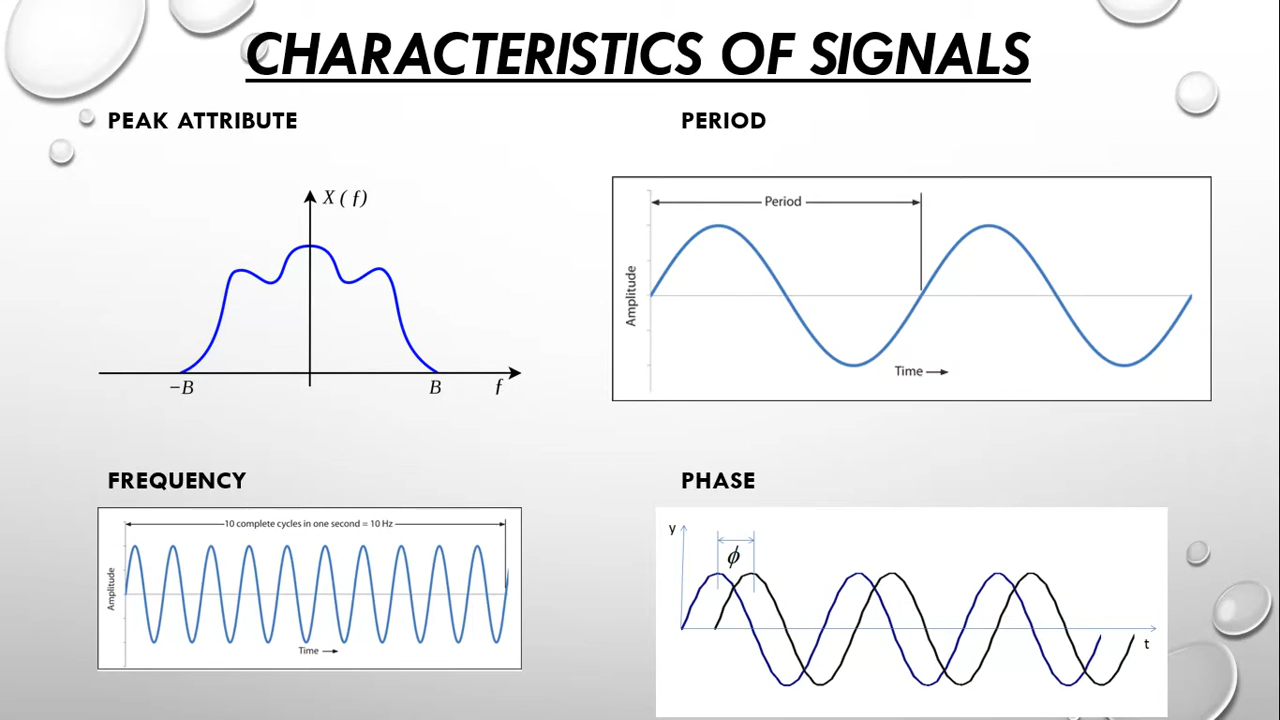 CHARACTERISTICS OF SIGNALS
PEAK ATTRIBUTE
X ( f )
−B
B
f
PERIOD
Period
Amplitude
Time
FREQUENCY
10 complete cycles in one second = 10 Hz
Amplitude
Time
PHASE
y
ϕ
t